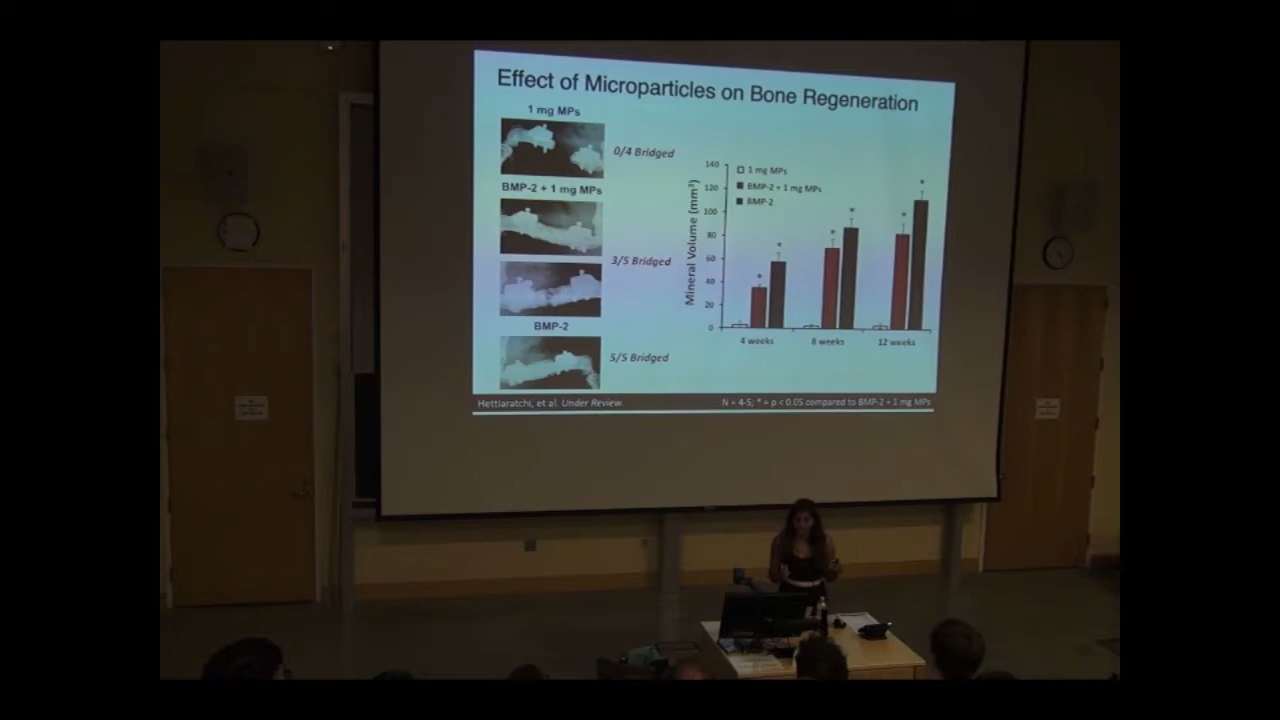 Effect of Microparticles on Bone Regeneration
1 mg MPs
0/4 Bridged
BMP-2 + 1 mg MPs
3/5 Bridged
BMP-2
5/5 Bridged
Mineral Volume (mm³)
140
120
100
80
60
40
20
0
1 mg MPs
BMP-2 + 1 mg MPs
BMP-2
*
*
*
*
*
*
4 weeks
8 weeks
12 weeks
Hettiaratchi, et al. Under Review.
N = 4-5; * = p < 0.05 compared to BMP-2 + 1 mg MPs